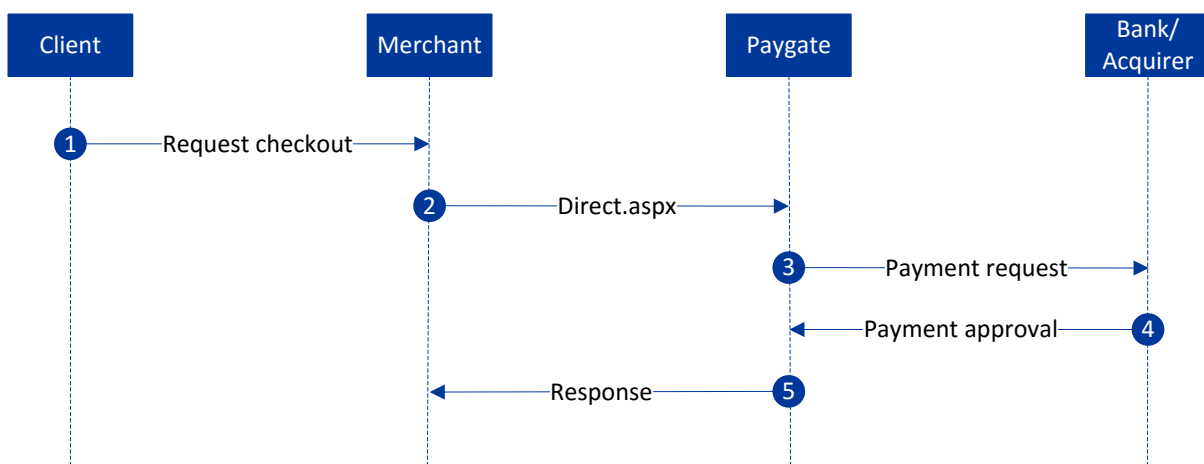 Client
Merchant
Paygate
Bank/
Acquirer
1 Request checkout
2 Direct.aspx
3 Payment request
Payment approval 4
Response 5